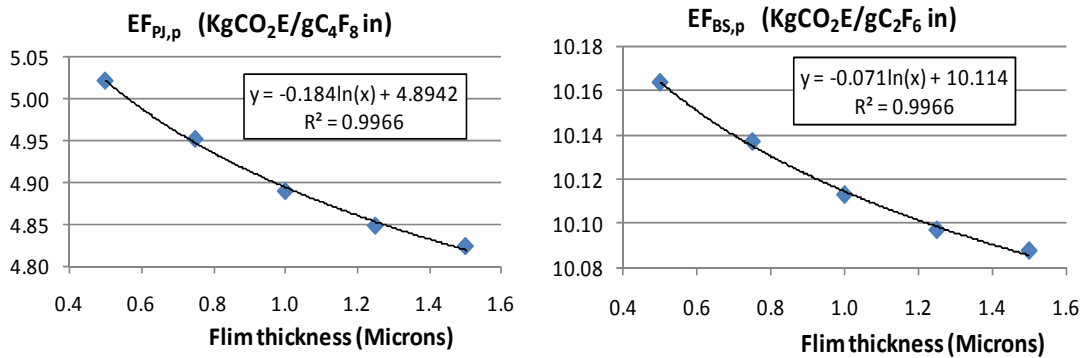 EF_PJ,p (KgCO₂E/gC₄F₈ in)
5.05
5.00
4.95
4.90
4.85
4.80
y = -0.184ln(x) + 4.8942
R² = 0.9966
0.4 0.6 0.8 1.0 1.2 1.4 1.6
Flim thickness (Microns)
EF_BS,p (KgCO₂E/gC₂F₆ in)
10.18
10.16
10.14
10.12
10.10
10.08
y = -0.071ln(x) + 10.114
R² = 0.9966
0.4 0.6 0.8 1.0 1.2 1.4 1.6
Flim thickness (Microns)